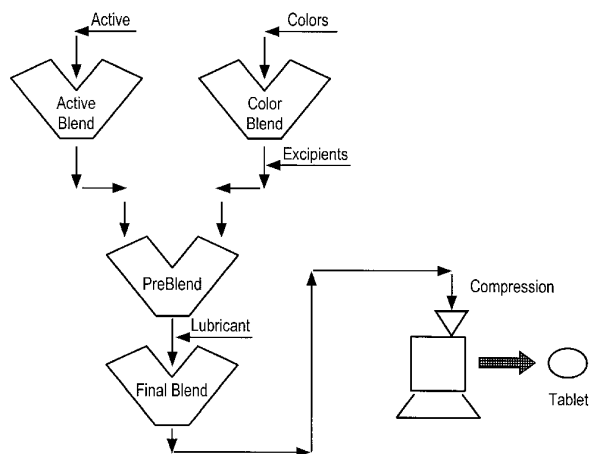 Active
Colors
Active
Blend
Color
Blend
Excipients
PreBlend
Compression
Lubricant
Final Blend
Tablet